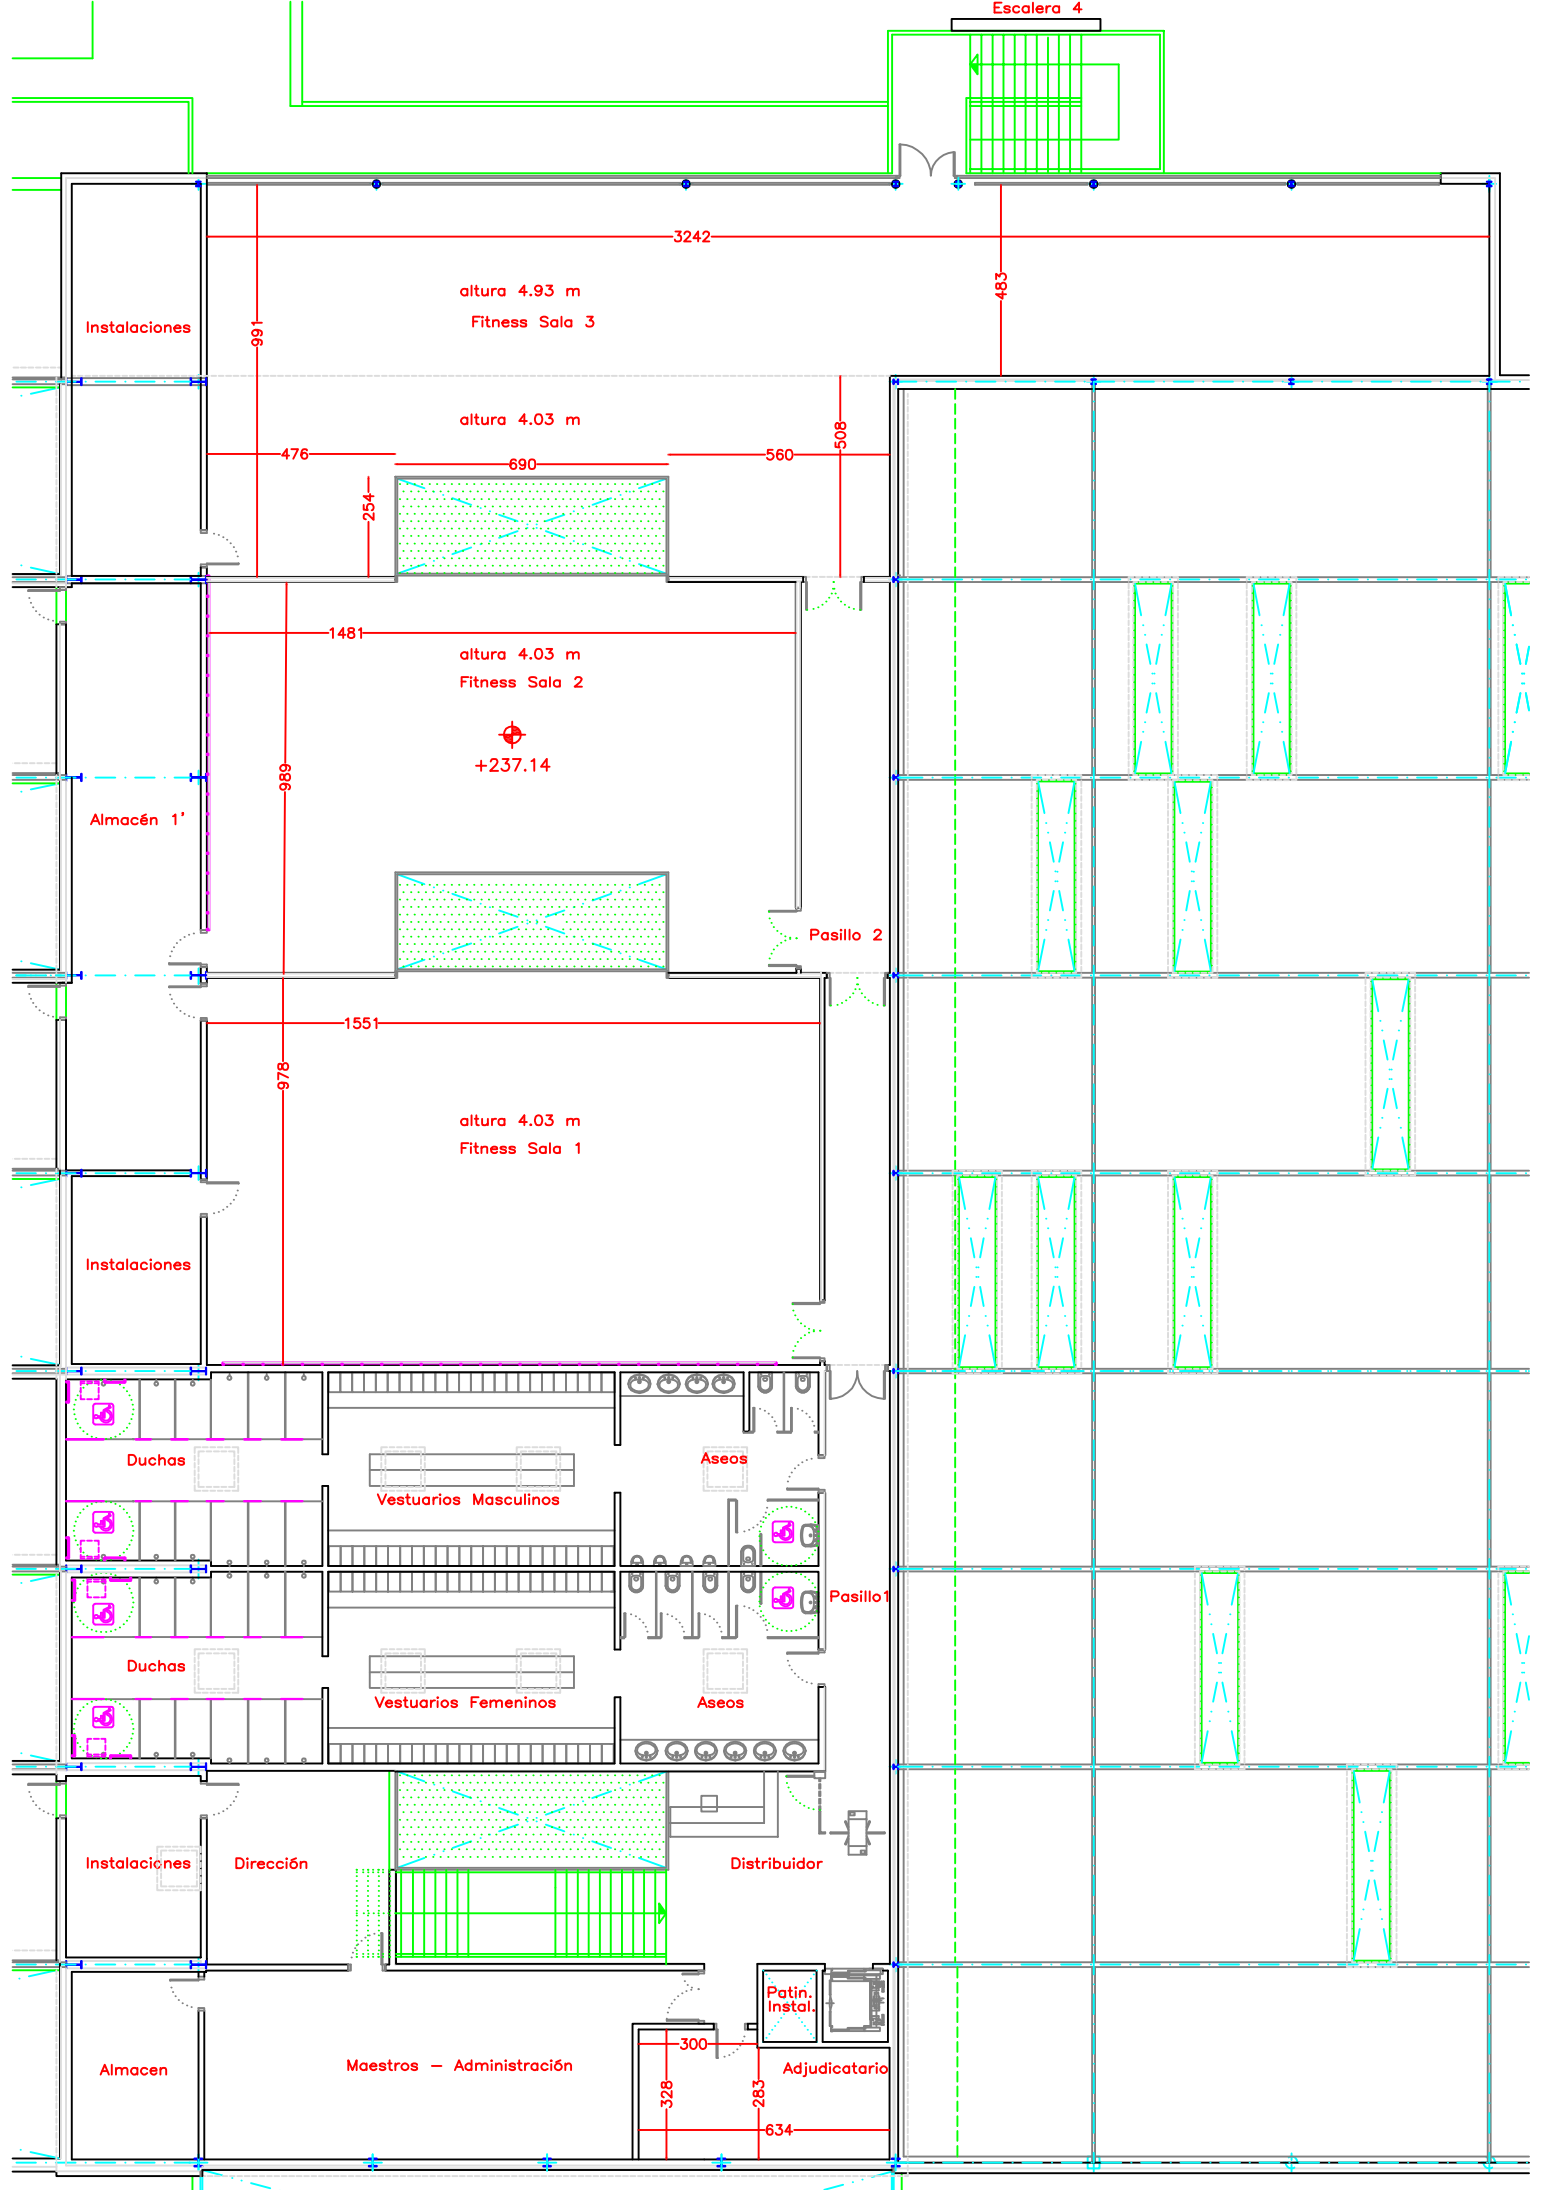 Escalera 4
3242
483
altura 4.93 m
Instalaciones
Fitness Sala 3
991
altura 4.03 m
508
476
560
690
254
1481
altura 4.03 m
Fitness Sala 2
+237.14
989
Almacén 1'
Pasillo 2
1551
978
altura 4.03 m
Fitness Sala 1
Instalaciones
Duchas
Aseos
Vestuarios Masculinos
Pasillo1
Duchas
Vestuarios Femeninos
Aseos
Instalaciones
Dirección
Distribuidor
Patin.
Instal.
300
Almacen
Maestros - Administración
Adjudicatario
328
283
634